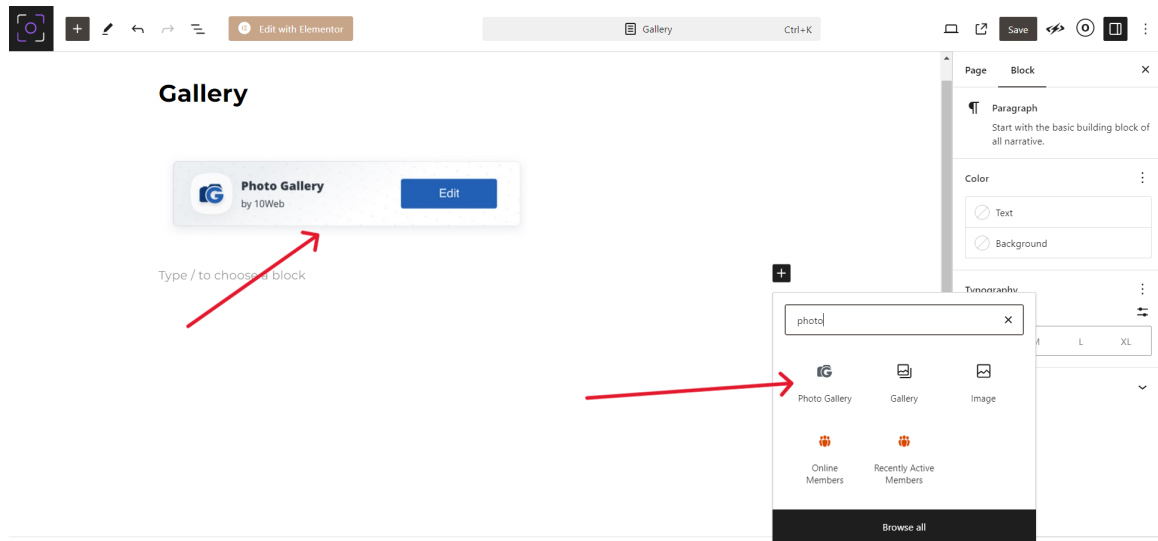 Edit with Elementor
Gallery
Ctrl+K
Save
Gallery
Photo Gallery
by 10Web
Edit
Type / to choose a block
Page
Block
Paragraph
Start with the basic building block of
all narrative.
Color
Text
Background
Typography
L
XL
photo
Photo Gallery
Gallery
Image
Online
Members
Recently Active
Members
Browse all